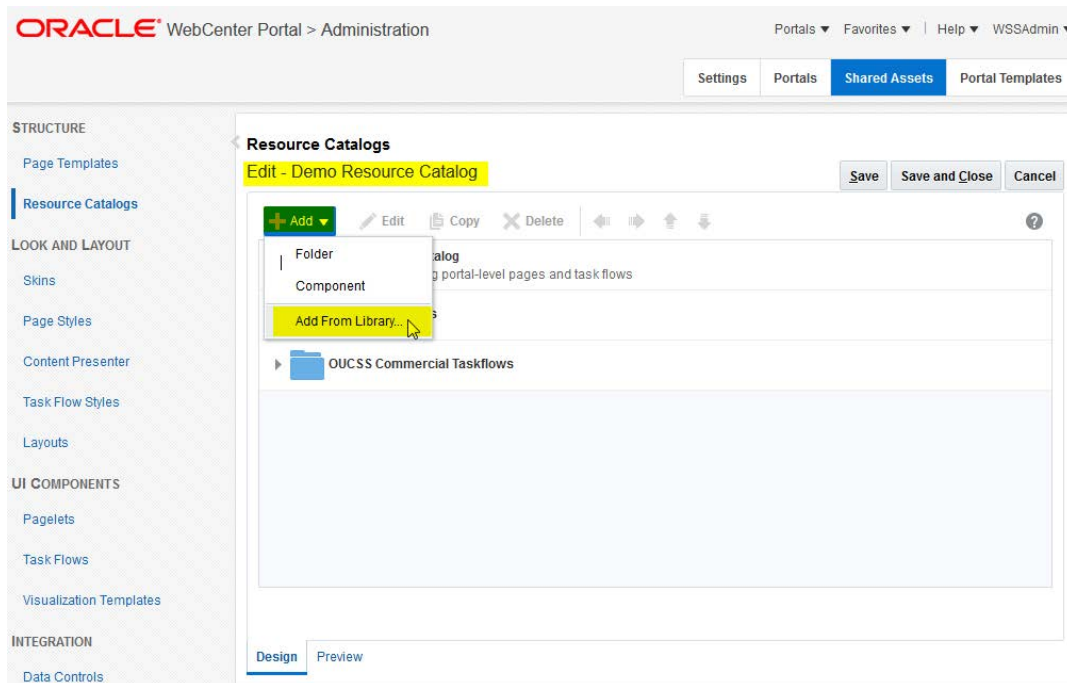 ORACLE® WebCenter Portal > Administration
Portals Favorites Help WSSAdmin
Settings Portals Shared Assets Portal Templates
STRUCTURE
Page Templates
Resource Catalogs
LOOK AND LAYOUT
Skins
Page Styles
Content Presenter
Task Flow Styles
Layouts
UI COMPONENTS
Pagelets
Task Flows
Visualization Templates
INTEGRATION
Data Controls
Resource Catalogs
Edit - Demo Resource Catalog
Save Save and Close Cancel
Add Edit Copy Delete
Folder
Component
Add From Library...
portal-level pages and task flows
OUCSS Commercial Taskflows
Design Preview